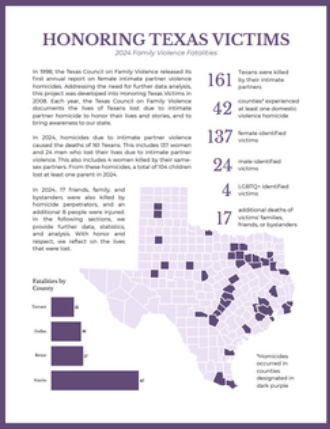 HONORING TEXAS VICTIMS
2024 Family Violence Fatalities
In 1998, the Texas Council on Family Violence released its
first annual report on female intimate partner violence
homicides. Addressing the need for further data analysis,
this project was developed into Honoring Texas Victims in
2008. Each year, the Texas Council on Family Violence
documents the lives of Texans lost due to intimate
partner homicide to honor their lives and stories, and to
bring awareness to our state.
In 2024, homicides due to intimate partner violence
caused the deaths of 161 Texans. This includes 137 women
and 24 men who lost their lives due to intimate partner
violence. This also includes 4 women killed by their same-
sex partners. From these homicides, a total of 104 children
lost at least one parent in 2024.
In 2024, 17 friends, family, and
bystanders were also killed by
homicide perpetrators, and an
additional 8 people were injured.
In the following sections, we
provide further data, statistics,
and analysis. With honor and
respect, we reflect on the lives
that were lost.
161 Texans were killed
by their intimate
partners
42 counties* experienced
at least one domestic
violence homicide
137 female-identified
victims
24 male-identified
victims
4 LGBTQ+ identified
victims
17 additional deaths of
victims' families,
friends, or bystanders
Fatalities by
County
Tarrant
Dallas
Bexar
Harris
*Homicides
occurred in
counties
designated in
dark purple